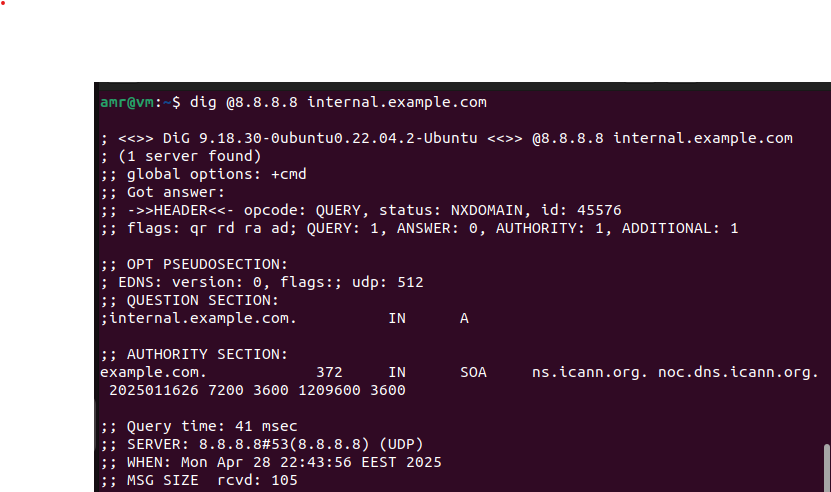 amr@vm:~$ dig @8.8.8.8 internal.example.com
; <<>> DiG 9.18.30-0ubuntu0.22.04.2-Ubuntu <<>> @8.8.8.8 internal.example.com
; (1 server found)
;; global options: +cmd
;; Got answer:
;; ->>HEADER<<- opcode: QUERY, status: NXDOMAIN, id: 45576
;; flags: qr rd ra ad; QUERY: 1, ANSWER: 0, AUTHORITY: 1, ADDITIONAL: 1
;; OPT PSEUDOSECTION:
; EDNS: version: 0, flags:; udp: 512
;; QUESTION SECTION:
;internal.example.com. IN A
;; AUTHORITY SECTION:
example.com. 372 IN SOA ns.icann.org. noc.dns.icann.org.
2025011626 7200 3600 1209600 3600
;; Query time: 41 msec
;; SERVER: 8.8.8.8#53(8.8.8.8) (UDP)
;; WHEN: Mon Apr 28 22:43:56 EEST 2025
;; MSG SIZE rcvd: 105